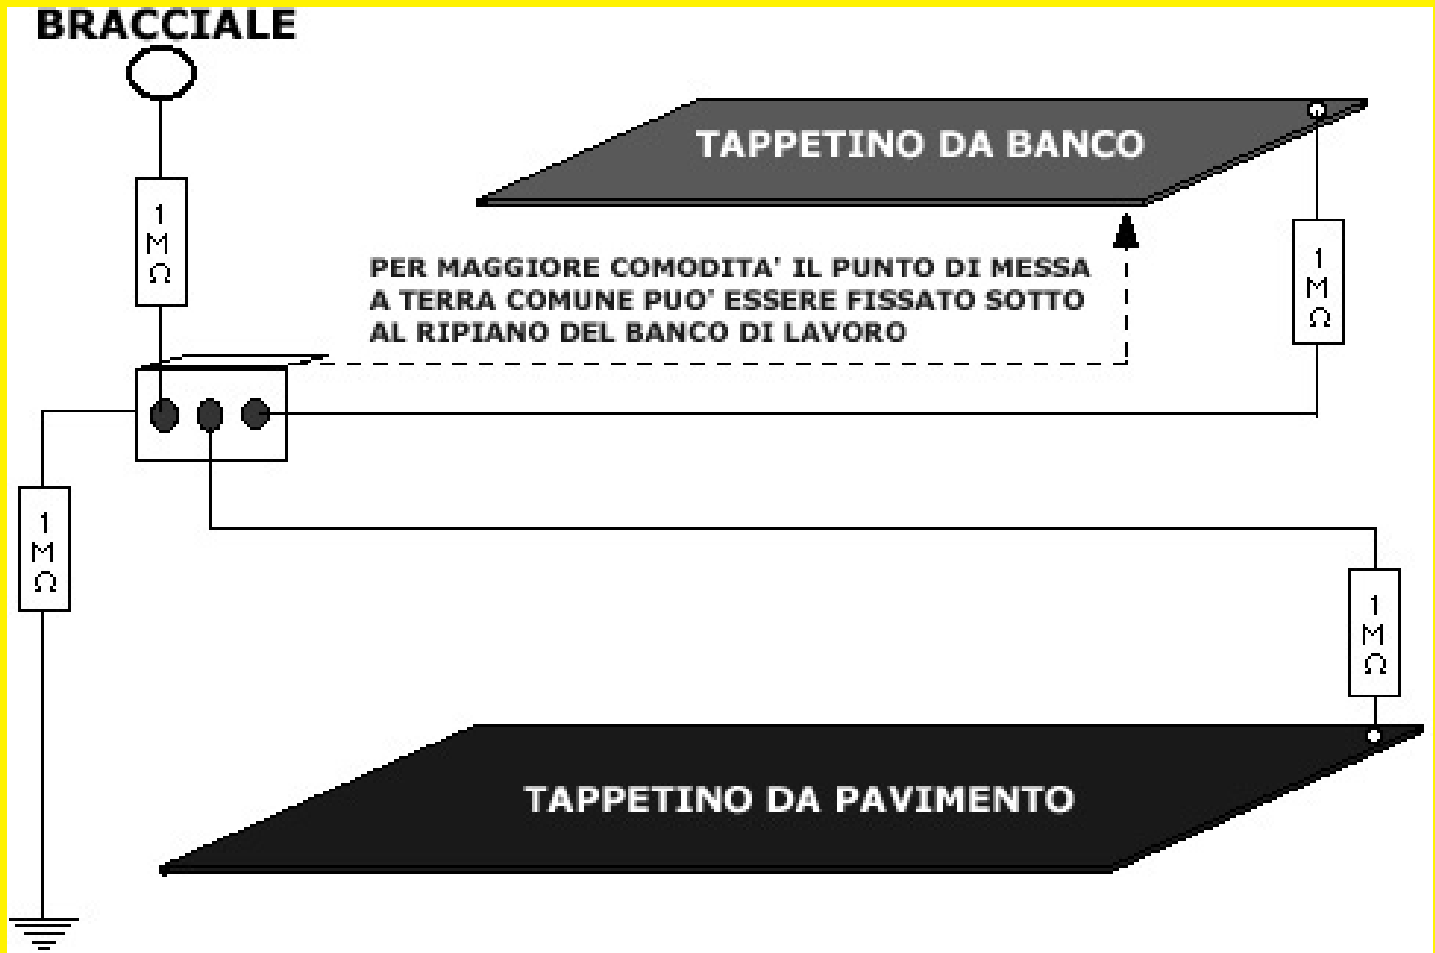 BRACCIALE
TAPPETINO DA BANCO
1
M
Ω
1
M
Ω
PER MAGGIORE COMODITA' IL PUNTO DI MESSA
A TERRA COMUNE PUO' ESSERE FISSATO SOTTO
AL RIPIANO DEL BANCO DI LAVORO
1
M
Ω
1
M
Ω
TAPPETINO DA PAVIMENTO